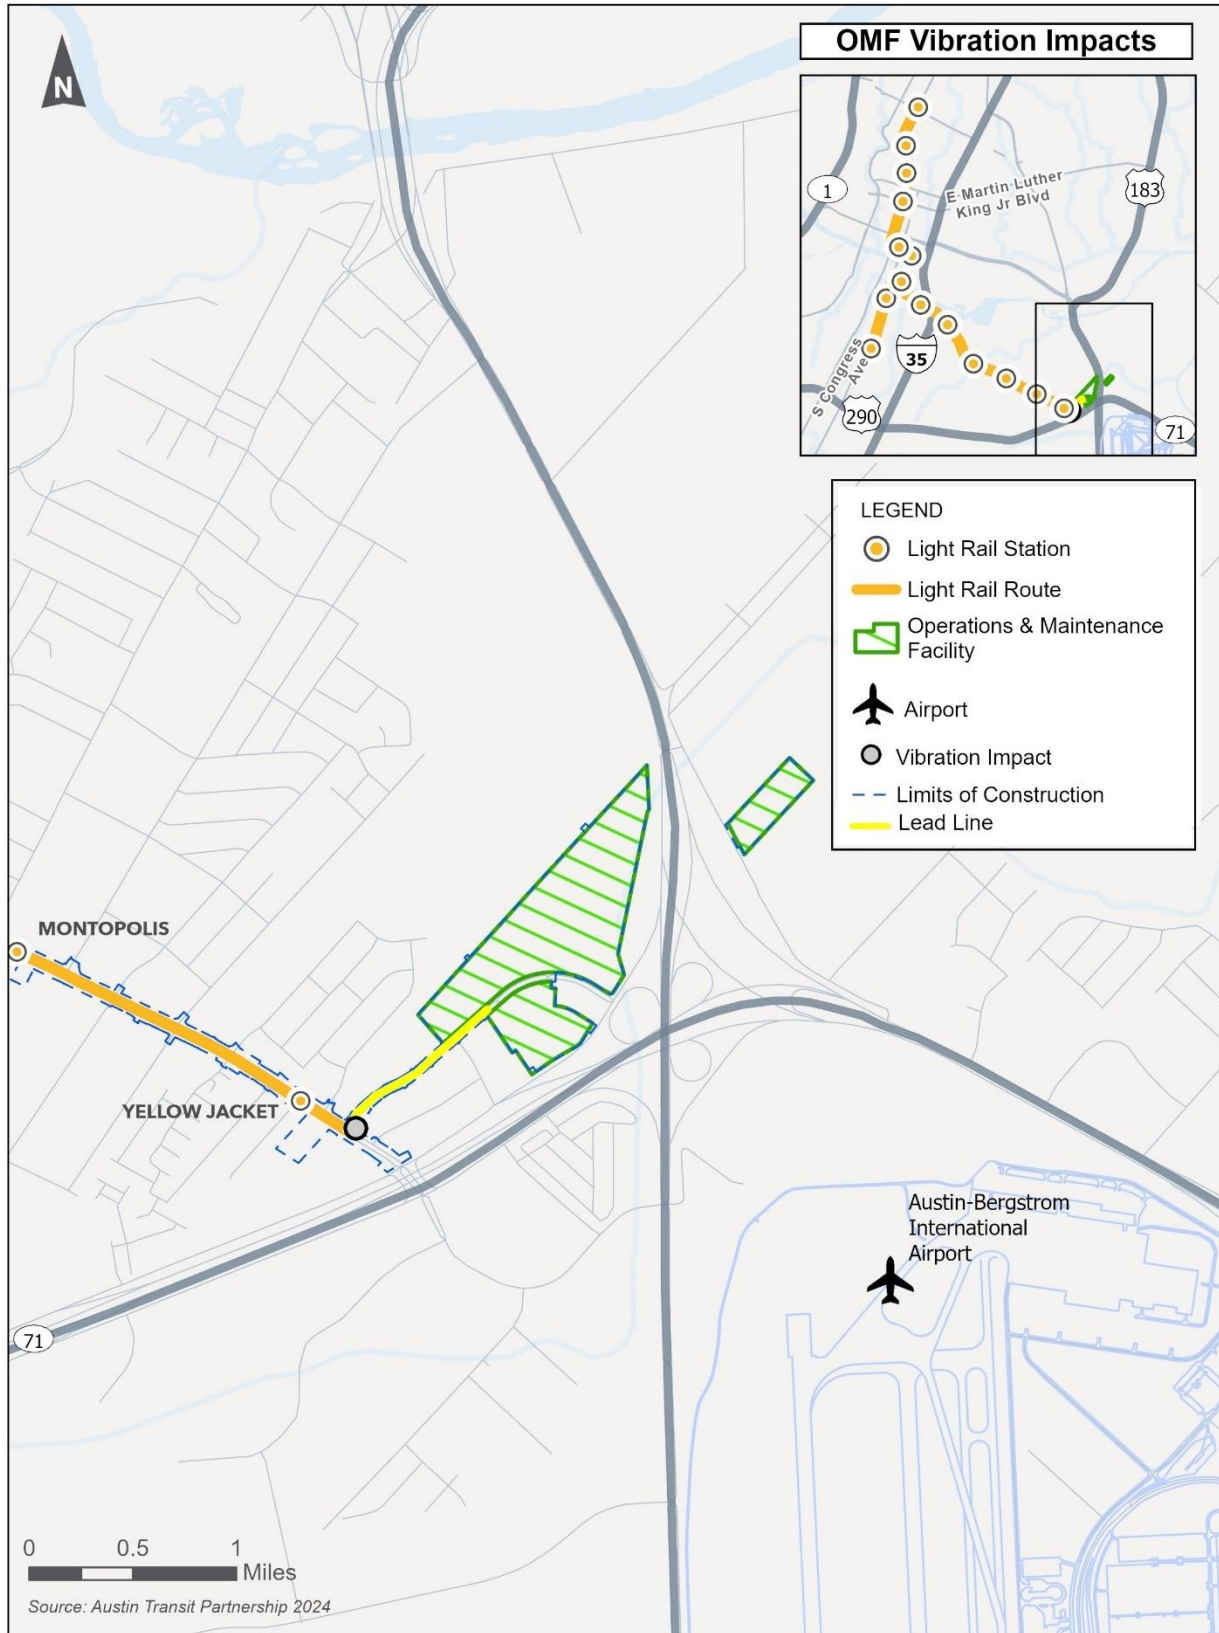 N
OMF Vibration Impacts
1
E Martin Luther
King Jr Blvd
183
S Congress
Ave
35
290
71
LEGEND
Light Rail Station
Light Rail Route
Operations & Maintenance
Facility
Airport
Vibration Impact
Limits of Construction
Lead Line
MONTOPOLIS
YELLOW JACKET
Austin-Bergstrom
International
Airport
71
0 0.5 1
Miles
Source: Austin Transit Partnership 2024